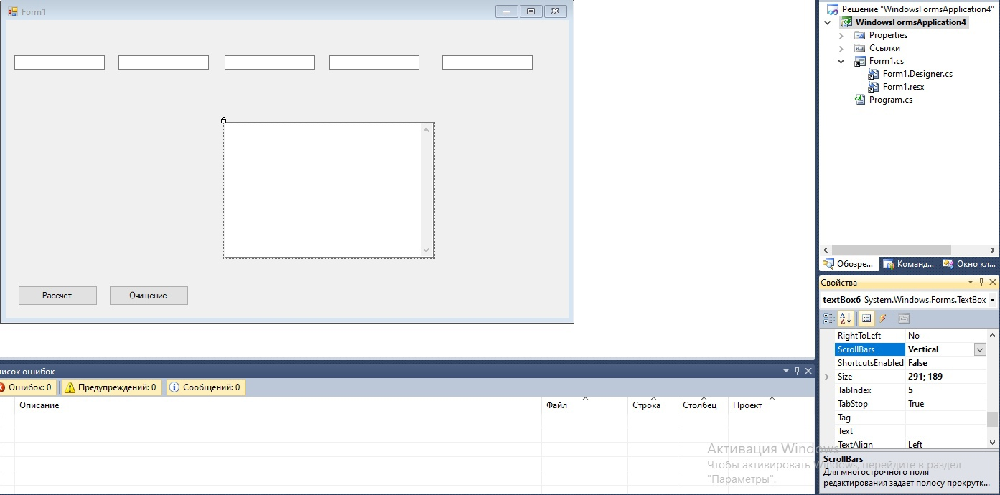 Form1
Рассчет
Очищение
Решение "WindowsFormsApplication4"
WindowsFormsApplication4
Properties
Ссылки
Form1.cs
Form1.Designer.cs
Form1.resx
Program.cs
Обозре...
Команд...
Окно кл...
Свойства
textBox6 System.Windows.Forms.TextBox
RightToLeft No
ScrollBars Vertical
ShortcutsEnabled False
Size 291; 189
TabIndex 5
TabStop True
Tag
Text
TextAlign Left
ScrollBars
Для многострочного поля
редактирования задает полосу прокрутк...
исок ошибок
Ошибок: 0
Предупреждений: 0
Сообщений: 0
Описание
Файл
Строка
Столбец
Проект
Активация Windows
Чтобы активировать Windows, перейдите в раздел
"Параметры".